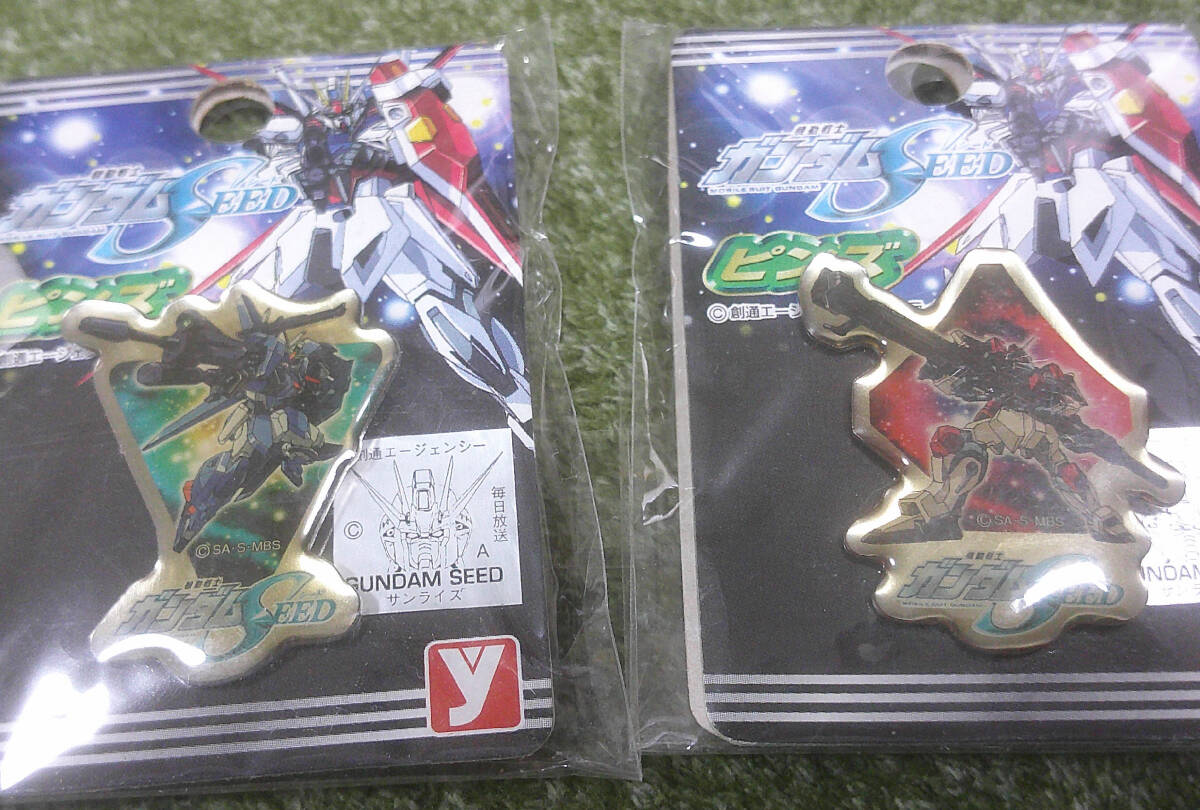 機動戦士
ガンダムSEED
ピンズ
©創通エージェ
©SA・S・MBS
機動戦士
ガンダムSEED
創通エージェンシー
©
毎日放送
A
GUNDAM SEED
サンライズ
y
機動戦士
ガンダムSEED
MOBILE SUIT GUNDAM
ピンズ
©創通エー
©SA・S・MBS
機動戦士
ガンダムSEED
MOBILE SUIT GUNDAM
NDAM
サンライ